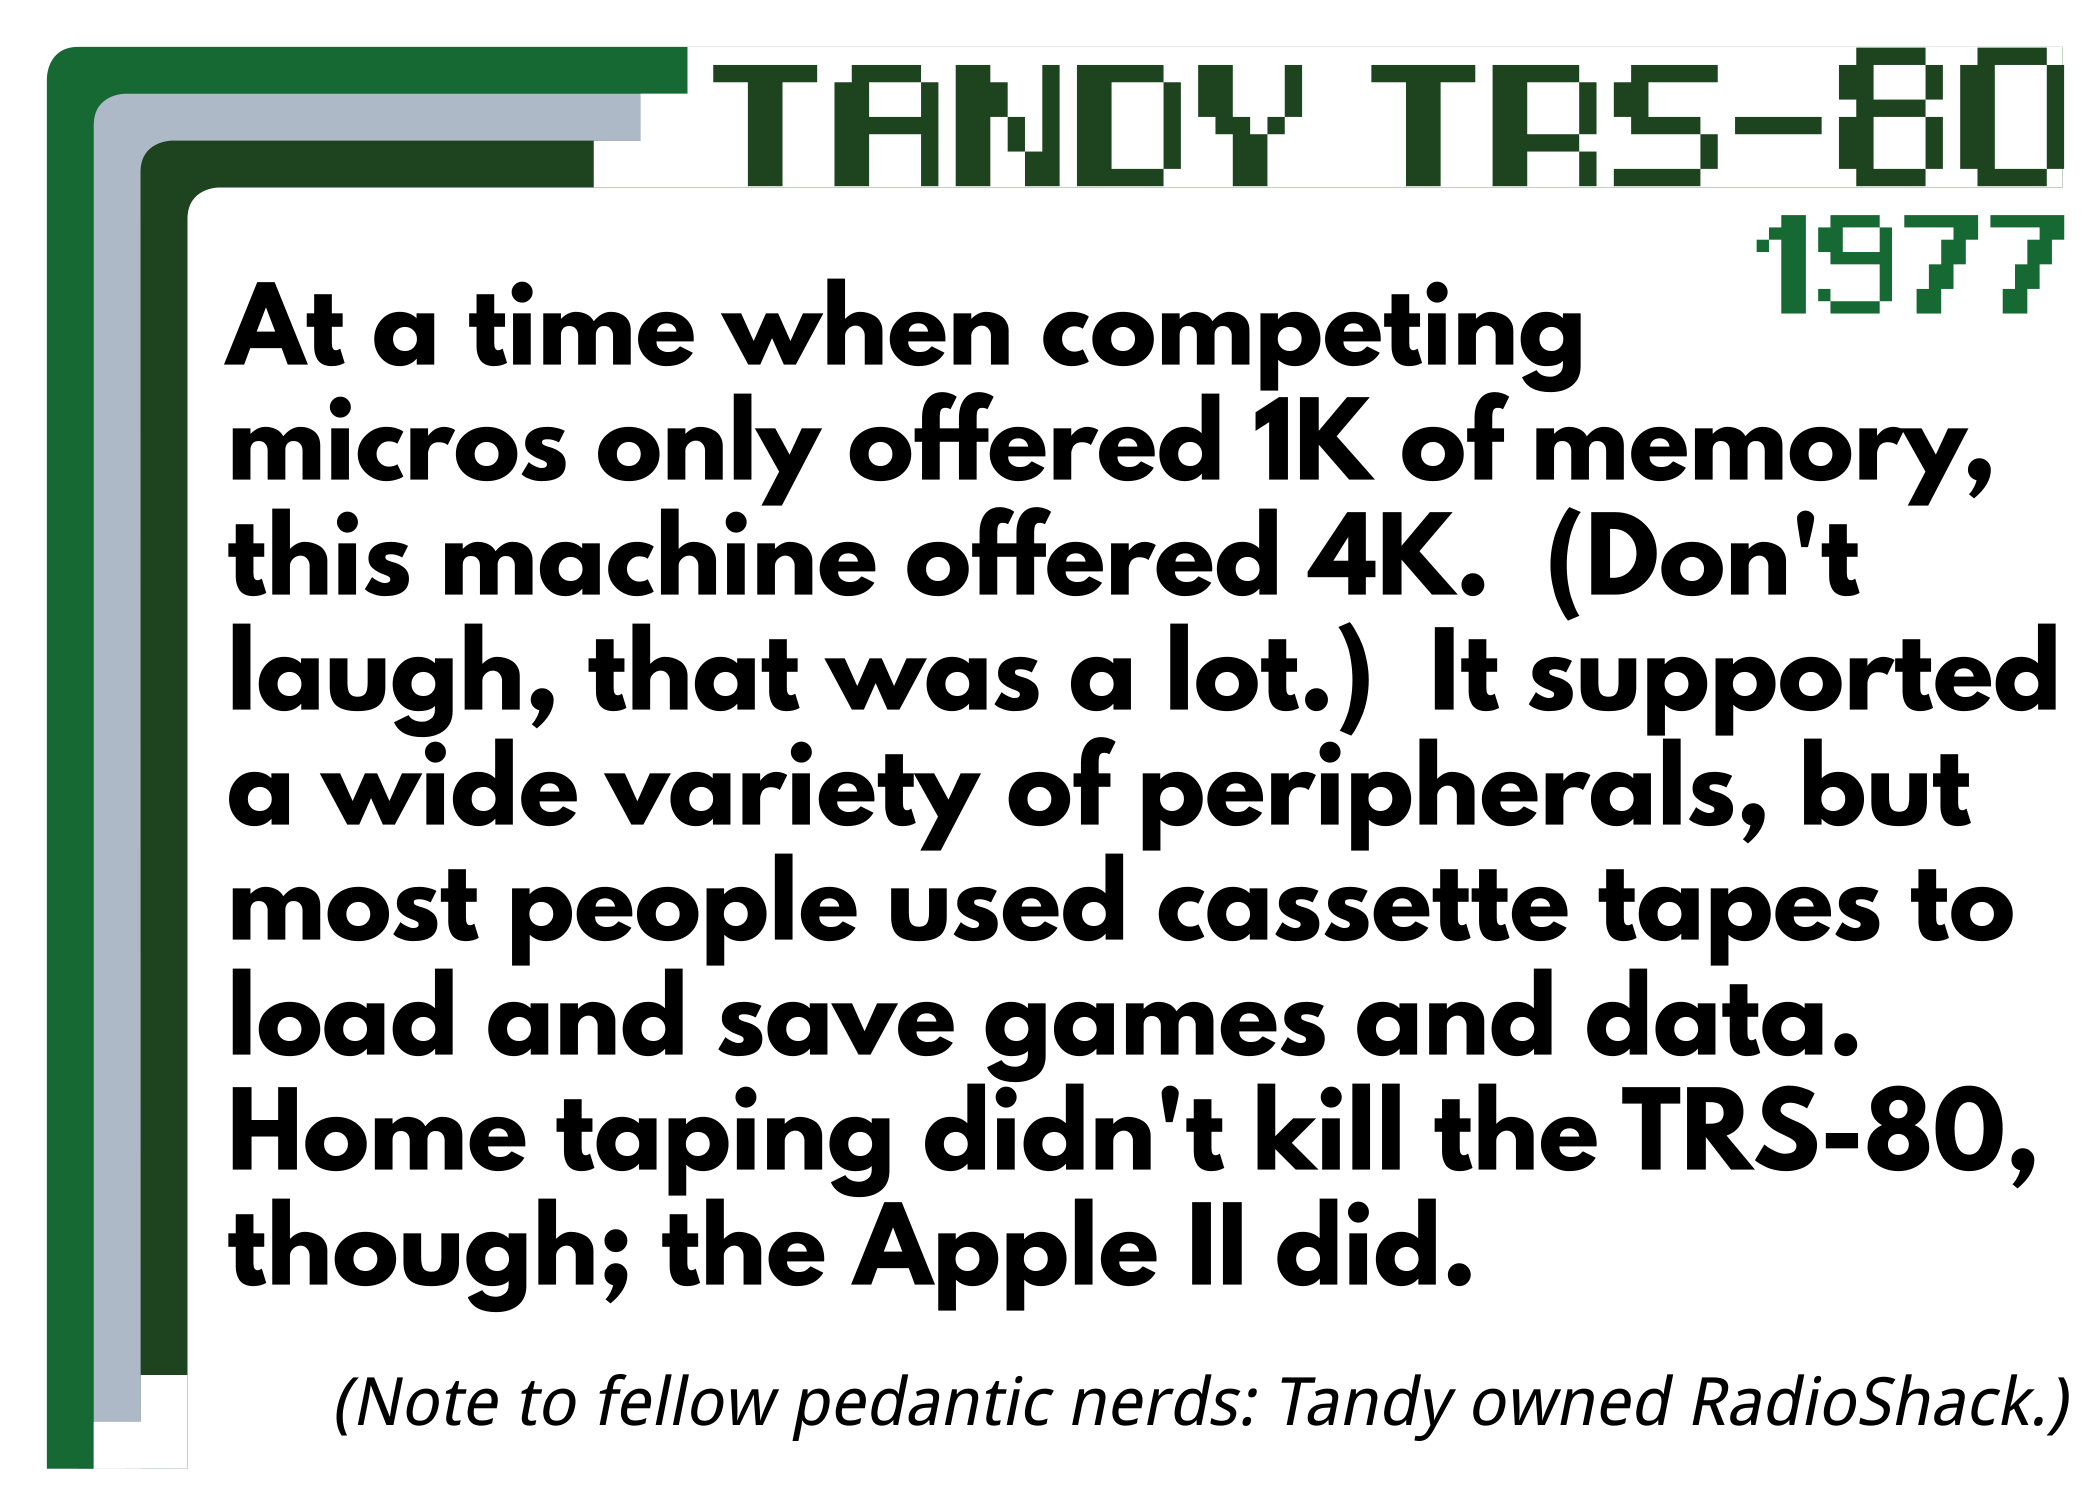 TANDY TRS-80
1977
At a time when competing
micros only offered 1K of memory,
this machine offered 4K.  (Don't
laugh, that was a lot.)  It supported
a wide variety of peripherals, but
most people used cassette tapes to
load and save games and data.
Home taping didn't kill the TRS-80,
though; the Apple II did.
(Note to fellow pedantic nerds: Tandy owned RadioShack.)